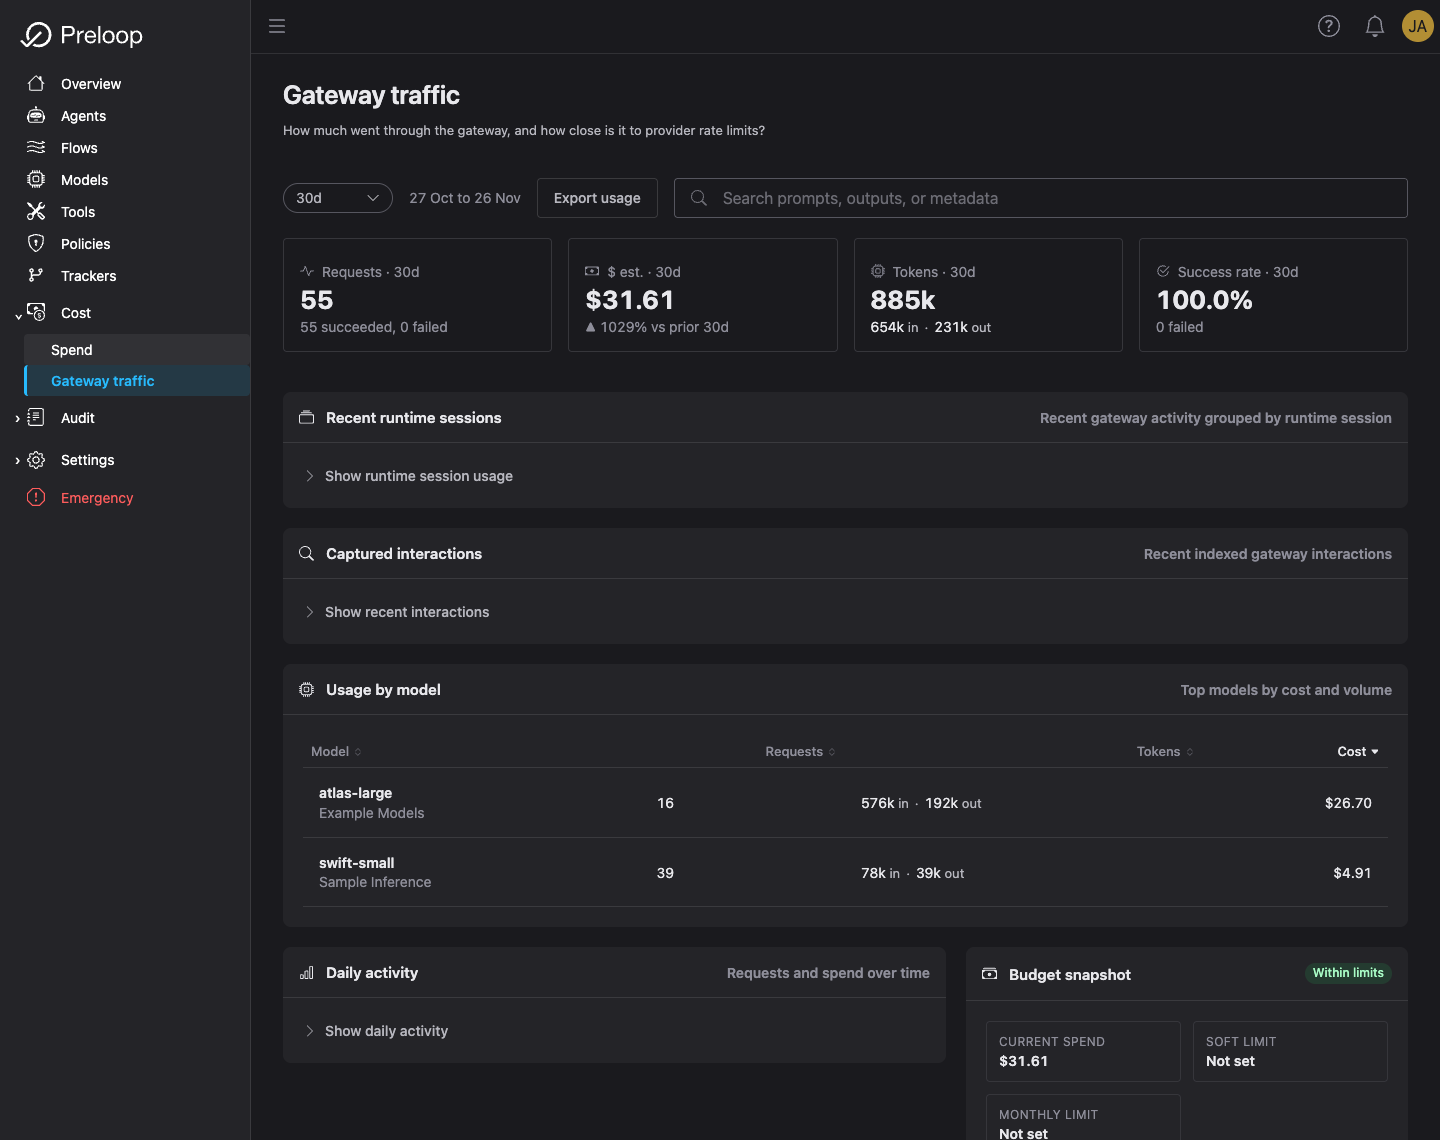 Preloop
JA
Overview
Agents
Flows
Models
Tools
Policies
Trackers
Cost
Spend
Gateway traffic
Audit
Settings
Emergency
Gateway traffic
How much went through the gateway, and how close is it to provider rate limits?
30d
27 Oct to 26 Nov
Export usage
Search prompts, outputs, or metadata
Requests · 30d
55
55 succeeded, 0 failed
$ est. · 30d
$31.61
▲ 1029% vs prior 30d
Tokens · 30d
885k
654k in · 231k out
Success rate · 30d
100.0%
0 failed
Recent runtime sessions
Recent gateway activity grouped by runtime session
Show runtime session usage
Captured interactions
Recent indexed gateway interactions
Show recent interactions
Usage by model
Top models by cost and volume
Model Requests Tokens Cost
atlas-large
Example Models
16
576k in · 192k out
$26.70
swift-small
Sample Inference
39
78k in · 39k out
$4.91
Daily activity
Requests and spend over time
Show daily activity
Budget snapshot
Within limits
CURRENT SPEND
$31.61
SOFT LIMIT
Not set
MONTHLY LIMIT
Not set